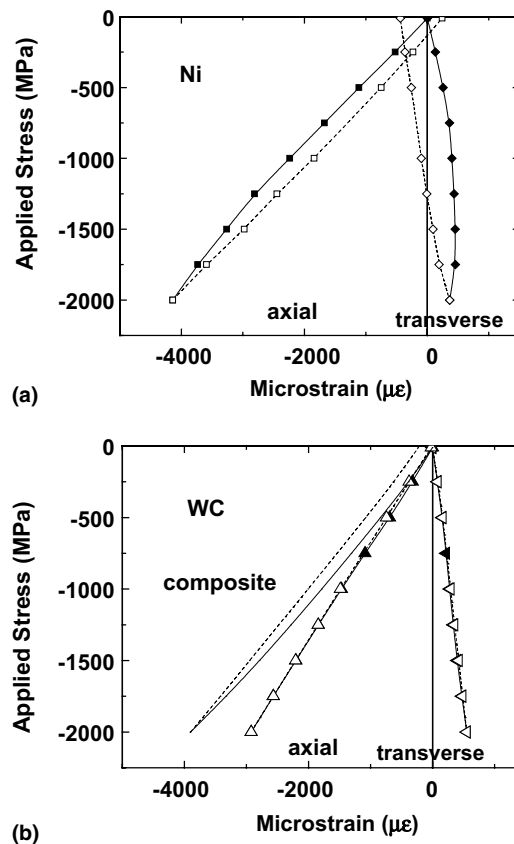 0
-500
-1000
-1500
-2000
Applied Stress (MPa)
Ni
axial
transverse
-4000 -2000 0
Microstrain (με)
(a)
0
-500
-1000
-1500
-2000
Applied Stress (MPa)
WC
composite
axial
transverse
-4000 -2000 0
Microstrain (με)
(b)